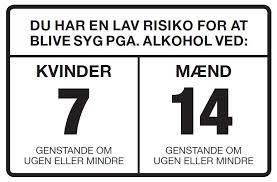 DU HAR EN LAV RISIKO FOR AT
BLIVE SYG PGA. ALKOHOL VED:
KVINDER
7
GENSTANDE OM
UGEN ELLER MINDRE
MÆND
14
GENSTANDE OM
UGEN ELLER MINDRE